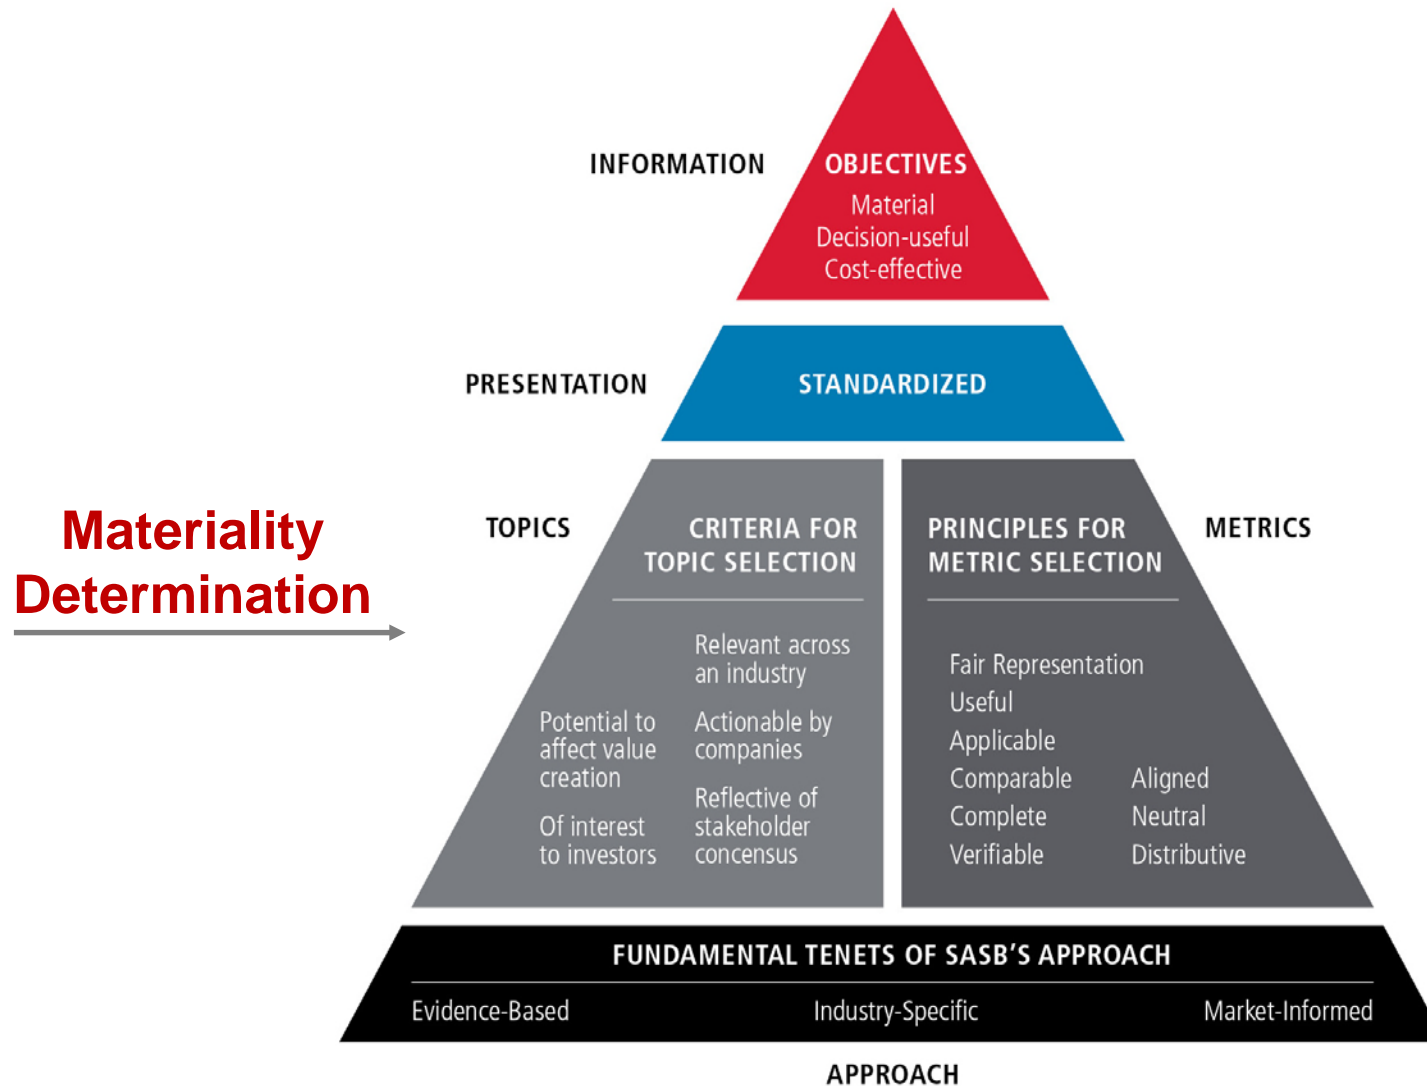 INFORMATION
OBJECTIVES
Material
Decision-useful
Cost-effective
PRESENTATION
STANDARDIZED
Materiality
Determination
TOPICS
CRITERIA FOR
TOPIC SELECTION
Potential to
affect value
creation
Of interest
to investors
Relevant across
an industry
Actionable by
companies
Reflective of
stakeholder
concensus
PRINCIPLES FOR
METRIC SELECTION
METRICS
Fair Representation
Useful
Applicable
Comparable
Complete
Verifiable
Aligned
Neutral
Distributive
FUNDAMENTAL TENETS OF SASB'S APPROACH
Evidence-Based
Industry-Specific
Market-Informed
APPROACH